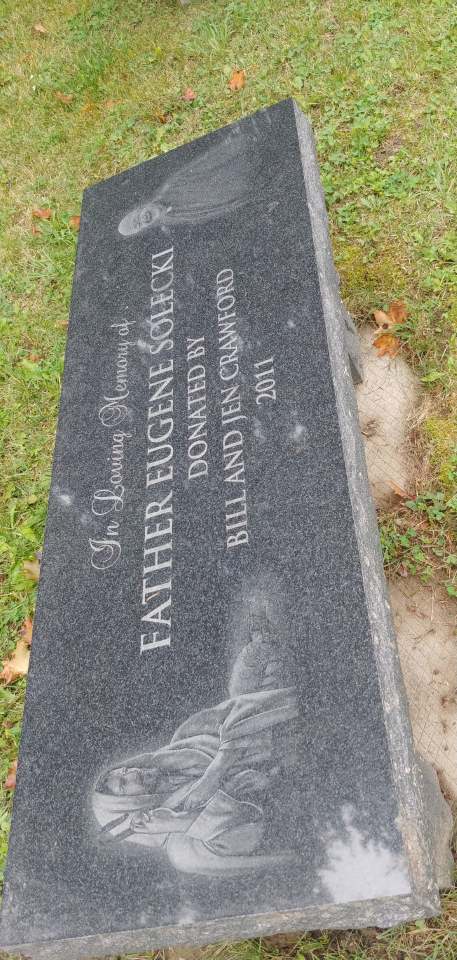 In Loving Memory of
FATHER EUGENE SOLECKI
DONATED BY
BILL AND JEN CRAWFORD
2011